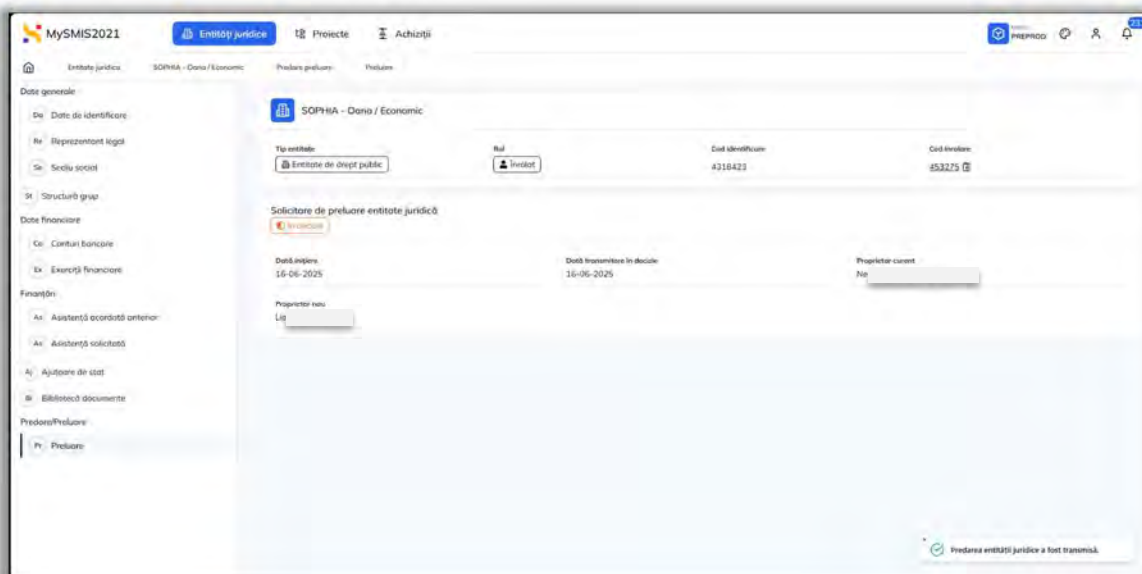 MySMIS2021
Entități juridice
Proiecte
Achiziții
PREPROD
Entitate juridica
SOPHIA - Dana / Economic
Predare preluare
Preluare
Date generale
Da Date de identificare
Re Reprezentant legal
Se Sediu social
St Structură grup
Date financiare
Co Conturi bancare
Ex Exerciții financiare
Finanțări
As Asistență acordată anterior
As Asistență solicitată
Aj Ajutoare de stat
Bi Bibliotecă documente
Predare/Preluare
Pr Preluare
SOPHIA - Dana / Economic
Tip entitate
Rol
Cod identificare
Cod înrolare
Entitate de drept public
Înrolat
4318423
453275
Solicitare de preluare entitate juridică
În decizie
Dată inițiere
Dată transmitere în decizie
Proprietar curent
16-06-2025
16-06-2025
Ne
Proprietar nou
Predarea entității juridice a fost transmisă.